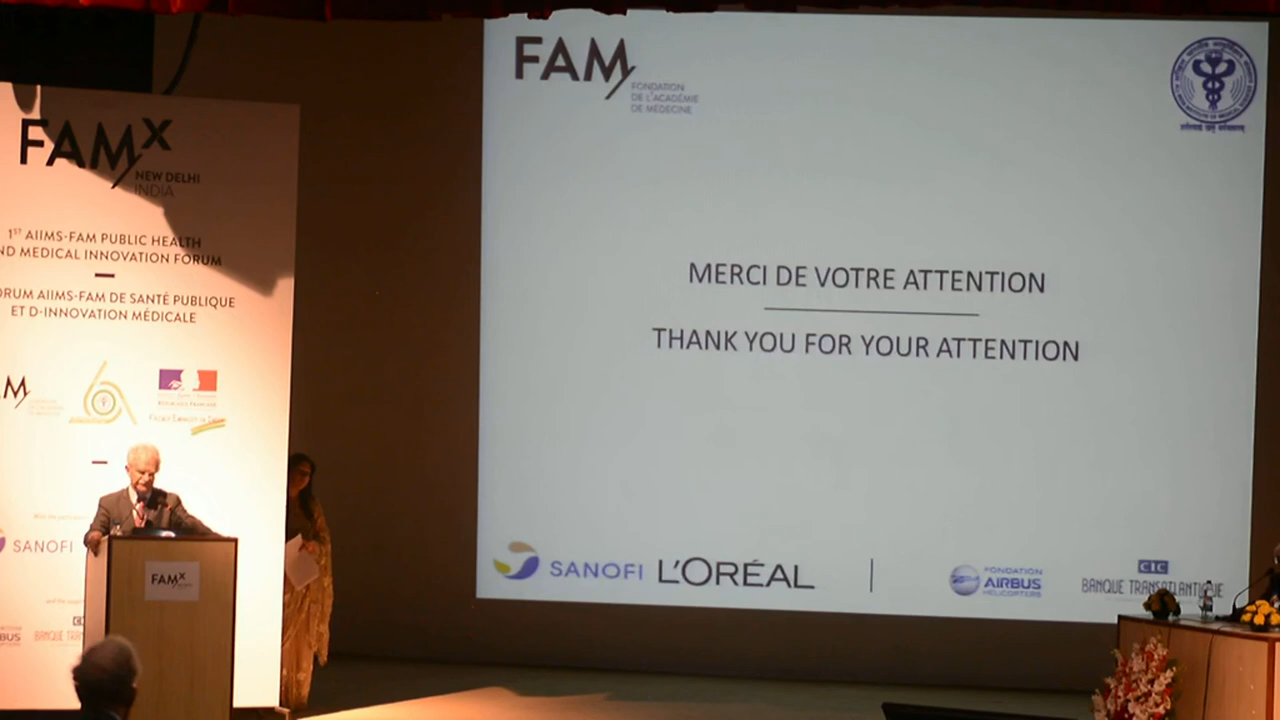 FAMx
NEW DELHI
INDIA
1ST AIIMS-FAM PUBLIC HEALTH
ND MEDICAL INNOVATION FORUM
ORUM AIIMS-FAM DE SANTÉ PUBLIQUE
ET D-INNOVATION MÉDICALE
SANOFI
FAMx
BUS
FAM
FONDATION
DE L'ACADÉMIE
DE MÉDECINE
MERCI DE VOTRE ATTENTION
THANK YOU FOR YOUR ATTENTION
SANOFI
L'ORÉAL
FONDATION
AIRBUS
HELICOPTERS
CIC
BANQUE TRANSATLANTIQUE